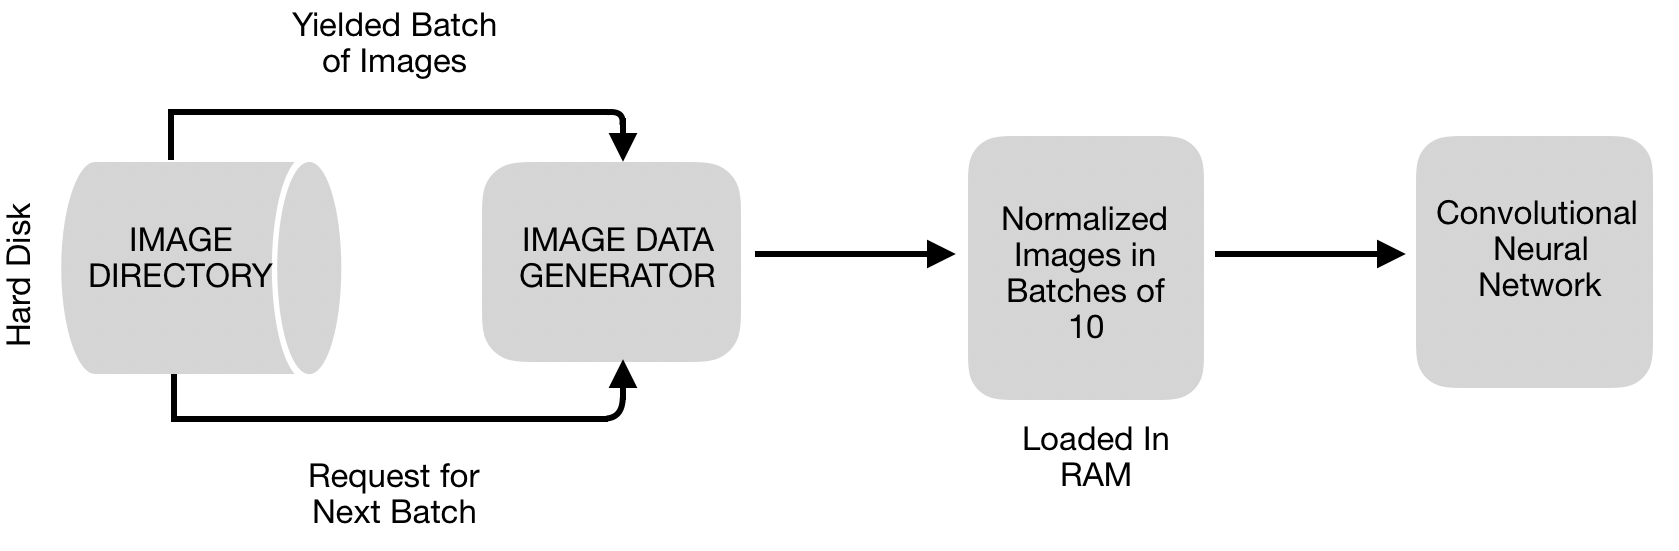 Yielded Batch
of Images
Hard Disk
IMAGE
DIRECTORY
IMAGE DATA
GENERATOR
Normalized
Images in
Batches of
10
Convolutional
Neural
Network
Loaded In
RAM
Request for
Next Batch